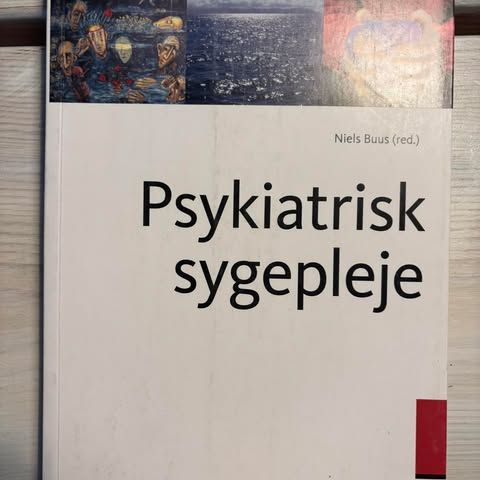 Niels Buus (red.)
Psykiatrisk
sygepleje